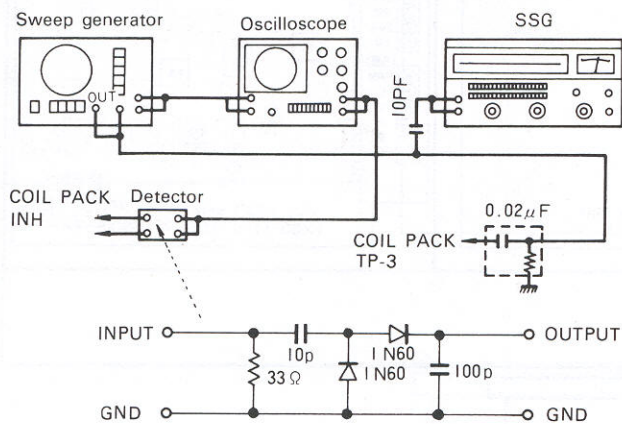 Sweep generator
Oscilloscope
SSG
OUT
10PF
COIL PACK
INH
Detector
0.02μF
COIL PACK
TP-3
INPUT
10p
1N60
OUTPUT
33Ω
1N60
100p
GND
GND